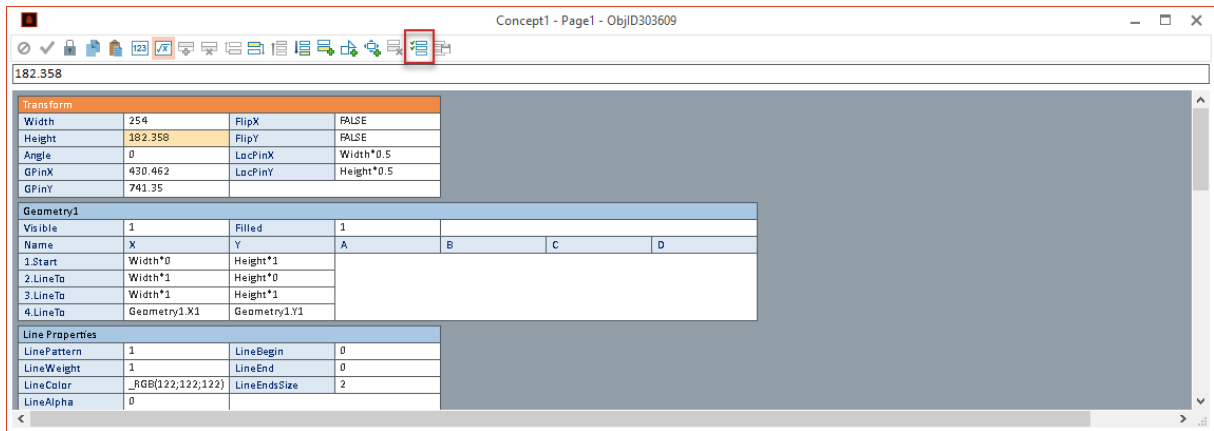 Concept1 - Page1 - ObjID303609
123
182.358
Transform
Width 254 FlipX FALSE
Height 182.358 FlipY FALSE
Angle 0 LocPinX Width*0.5
GPinX 430.462 LocPinY Height*0.5
GPinY 741.35
Geometry1
Visible 1 Filled 1
Name X Y A B C D
1.Start Width*0 Height*1
2.LineTo Width*1 Height*0
3.LineTo Width*1 Height*1
4.LineTo Geometry1.X1 Geometry1.Y1
Line Properties
LinePattern 1 LineBegin 0
LineWeight 1 LineEnd 0
LineColor _RGB(122;122;122) LineEndsSize 2
LineAlpha 0